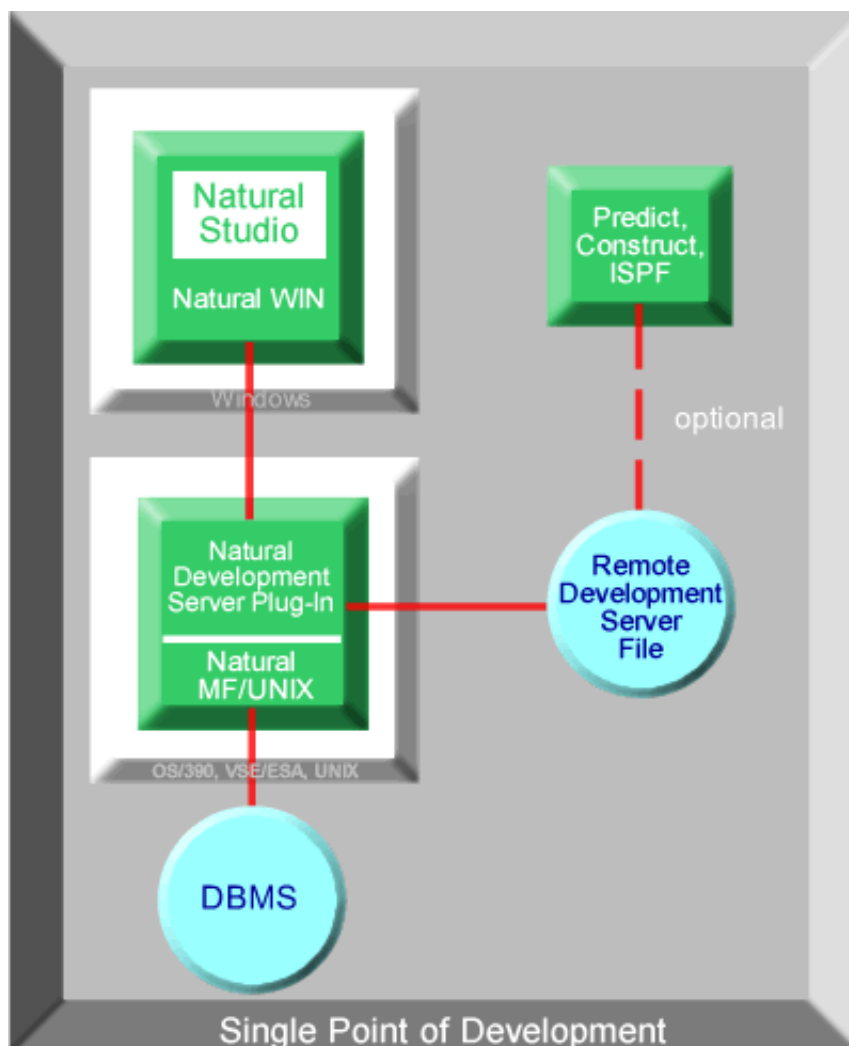 Natural
Studio
Natural WIN
Windows
Predict,
Construct,
ISPF
optional
Natural
Development
Server Plug-In
Natural
MF/UNIX
OS/390, VSE/ESA, UNIX
Remote
Development
Server
File
DBMS
Single Point of Development